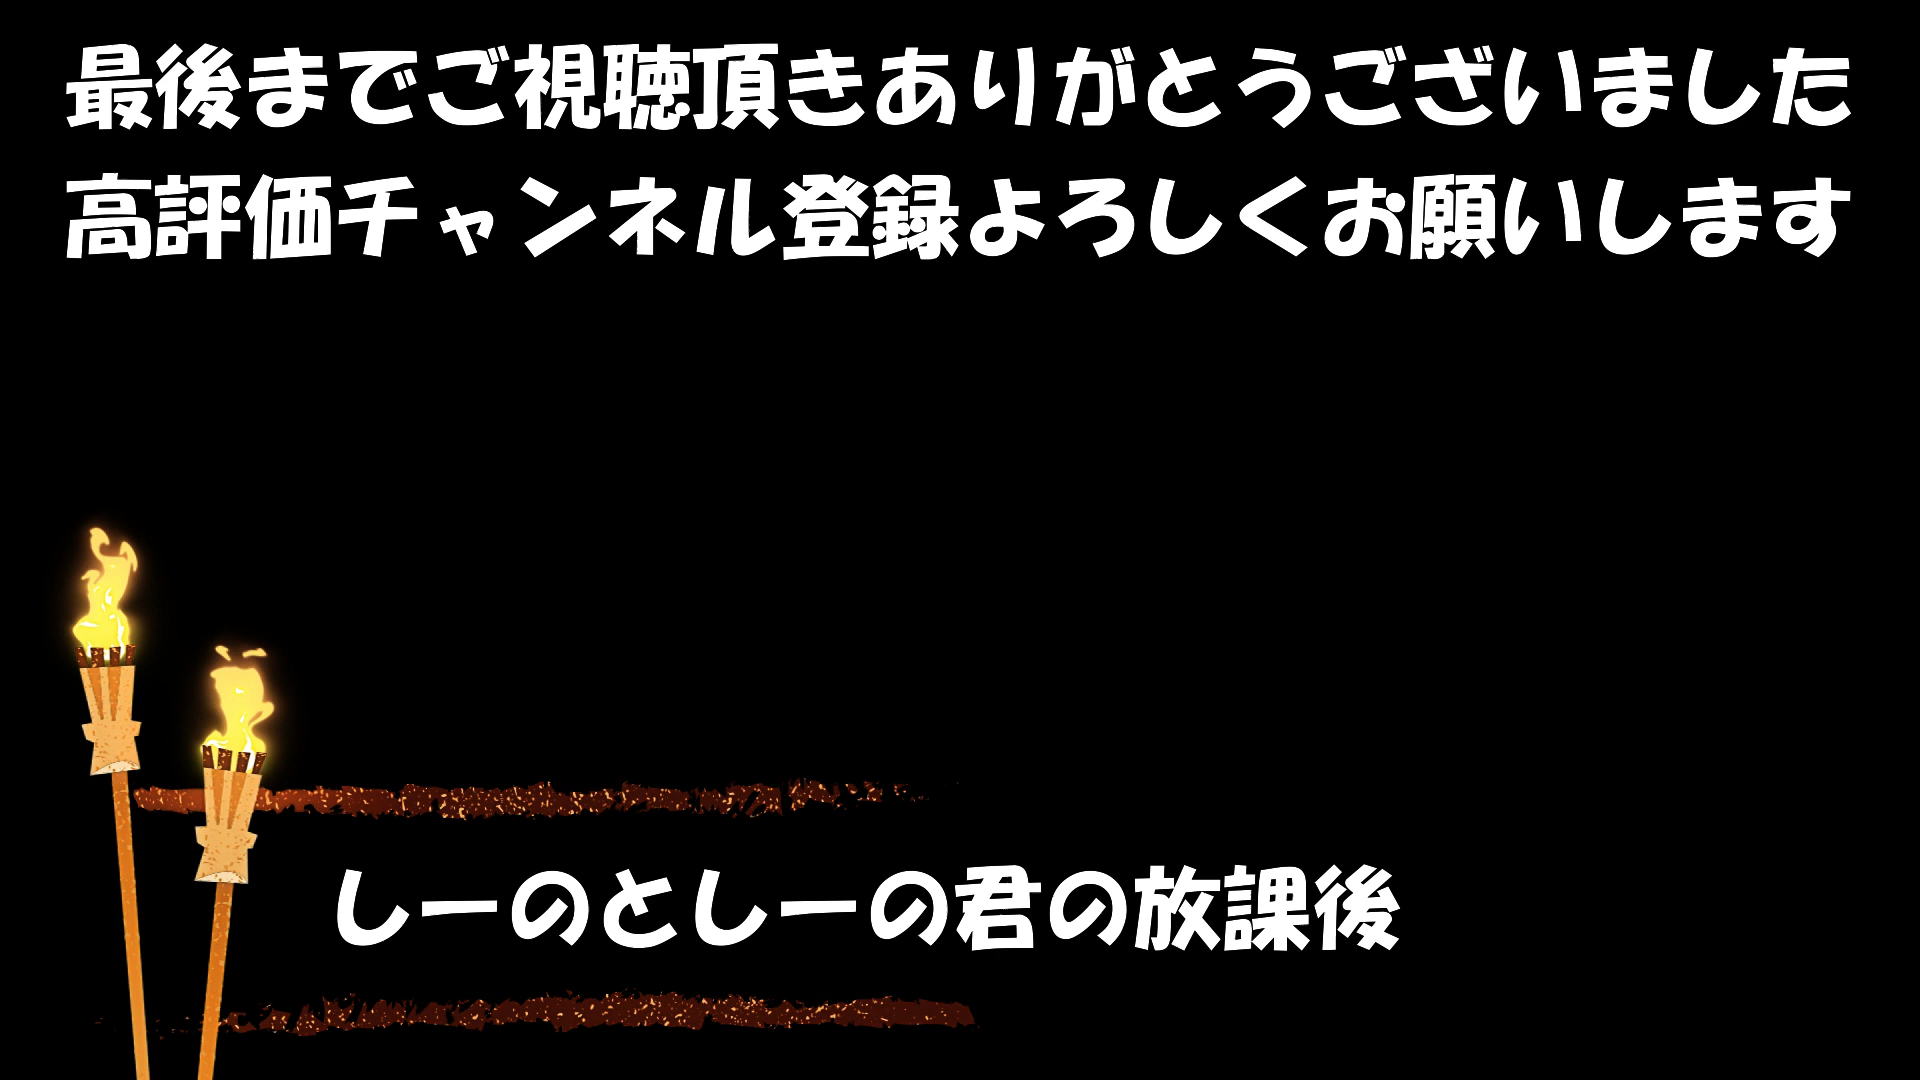 最後までご視聴頂きありがとうございました
高評価チャンネル登録よろしくお願いします
しーのとしーの君の放課後